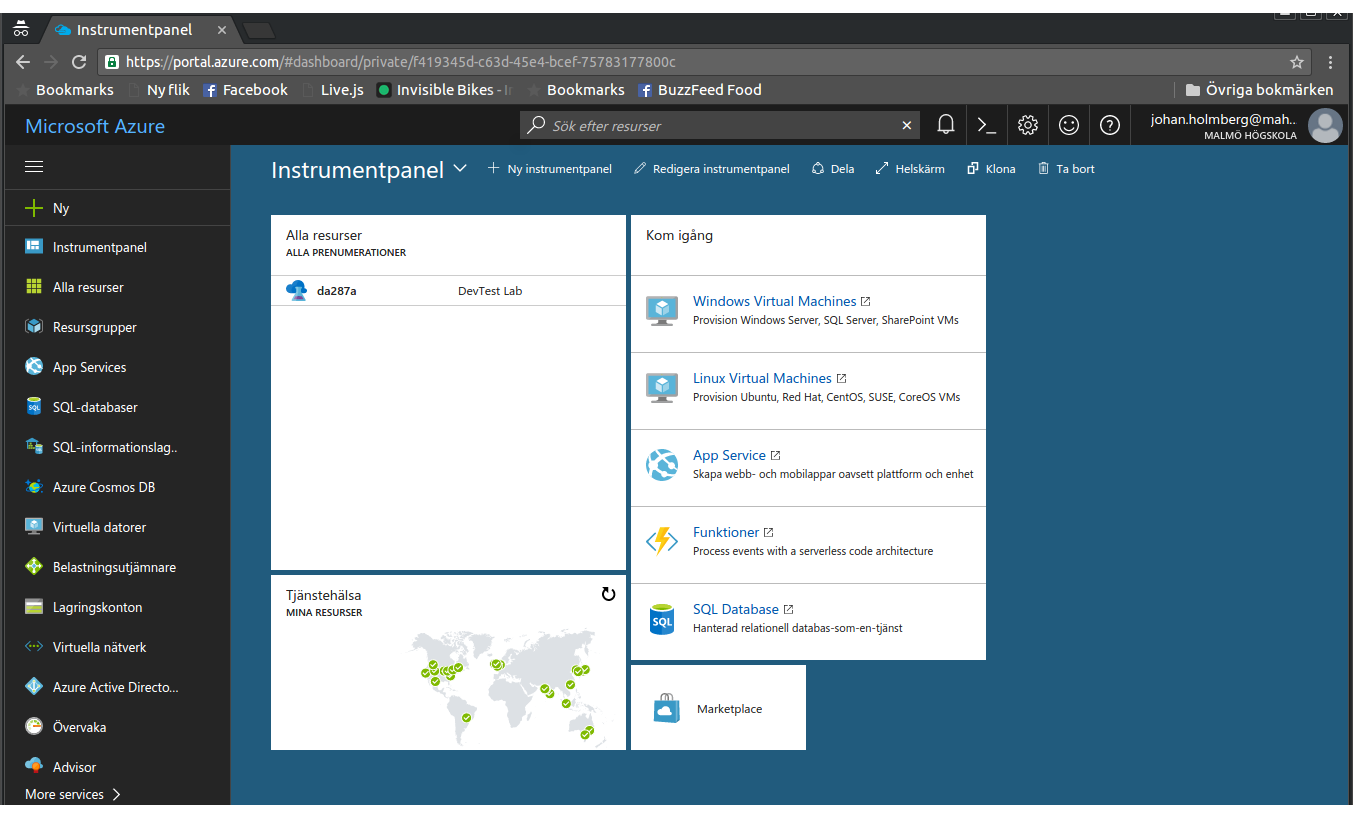 Instrumentpanel
https://portal.azure.com/#dashboard/private/f419345d-c63d-45e4-bcef-75783177800c
Bookmarks Ny flik Facebook Live.js Invisible Bikes - Bookmarks BuzzFeed Food Övriga bokmärken
Microsoft Azure Sök efter resurser johan.holmberg@mah..
MALMÖ HÖGSKOLA
Instrumentpanel Ny instrumentpanel Redigera instrumentpanel Dela Helskärm Klona Ta bort
Ny
Instrumentpanel
Alla resurser
Resursgrupper
App Services
SQL-databaser
SQL-informationslag..
Azure Cosmos DB
Virtuella datorer
Belastningsutjämnare
Lagringskonton
Virtuella nätverk
Azure Active Directo...
Övervaka
Advisor
More services
Alla resurser
ALLA PRENUMERATIONER
da287a DevTest Lab
Tjänstehälsa
MINA RESURSER
Kom igång
Windows Virtual Machines
Provision Windows Server, SQL Server, SharePoint VMs
Linux Virtual Machines
Provision Ubuntu, Red Hat, CentOS, SUSE, CoreOS VMs
App Service
Skapa webb- och mobilappar oavsett plattform och enhet
Funktioner
Process events with a serverless code architecture
SQL Database
SQL
Hanterad relationell databas-som-en-tjänst
Marketplace